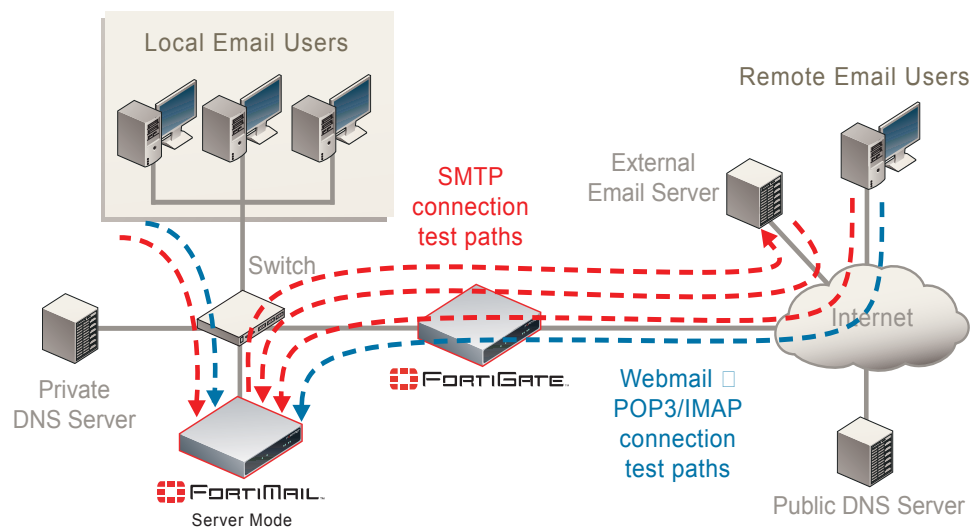 Local Email Users
Remote Email Users
External
Email Server
SMTP
connection
test paths
Switch
Internet
Private
DNS Server
FORTIGATE
Webmail □
POP3/IMAP
connection
test paths
FORTIMAIL
Server Mode
Public DNS Server